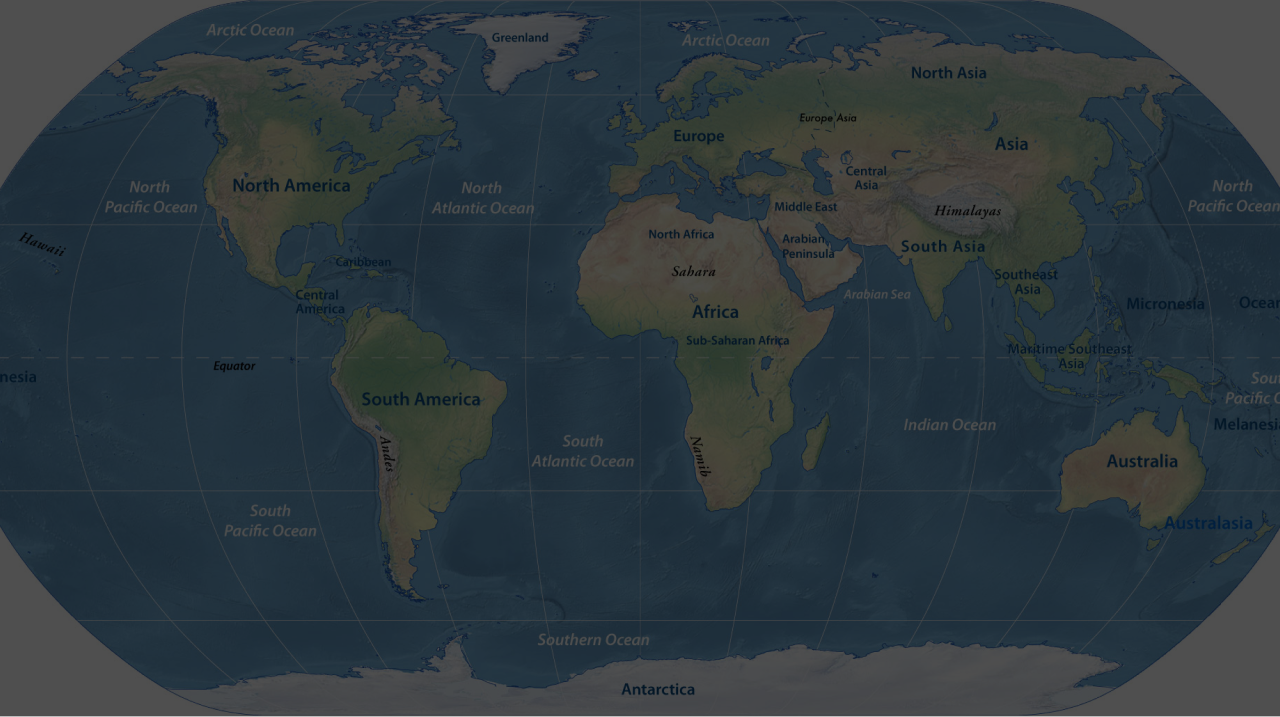 Arctic Ocean
Greenland
Arctic Ocean
North Asia
Europe Asia
Europe
Asia
Central
Asia
North America
North
Pacific Ocean
North
Atlantic Ocean
Middle East
Himalayas
North
Pacific Ocean
Hawaii
North Africa
Arabian
Peninsula
South Asia
Caribbean
Sahara
Southeast
Asia
Central
America
Arabian Sea
Micronesia
Ocean
Africa
Sub-Saharan Africa
Maritime Southeast
Asia
Equator
nesia
South America
Sou
Pacific O
Indian Ocean
Melanesi
Andes
South
Atlantic Ocean
Namib
Australia
South
Pacific Ocean
Australasia
Southern Ocean
Antarctica